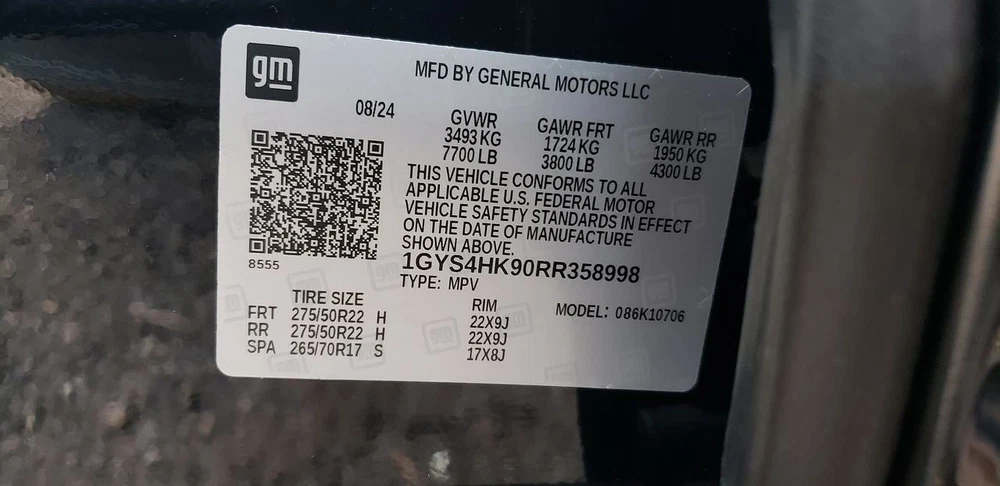 gm
MFD BY GENERAL MOTORS LLC
08/24
GVWR GAWR FRT GAWR RR
3493 KG 1724 KG 1950 KG
7700 LB 3800 LB 4300 LB
THIS VEHICLE CONFORMS TO ALL
APPLICABLE U.S. FEDERAL MOTOR
VEHICLE SAFETY STANDARDS IN EFFECT
ON THE DATE OF MANUFACTURE
SHOWN ABOVE.
8555
1GYS4HK90RR358998
TYPE: MPV
TIRE SIZE RIM MODEL: 086K10706
FRT 275/50R22 H 22X9J
RR 275/50R22 H 22X9J
SPA 265/70R17 S 17X8J